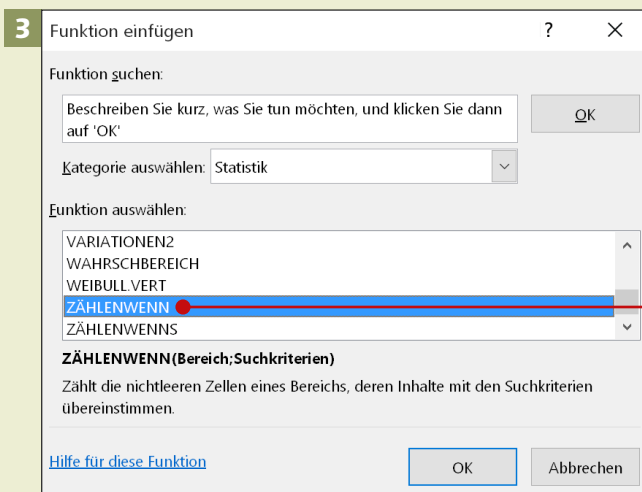 3
Funktion einfügen ? ×
Funktion suchen:
Beschreiben Sie kurz, was Sie tun möchten, und klicken Sie dann
auf 'OK'
OK
Kategorie auswählen: Statistik
Funktion auswählen:
VARIATIONEN2
WAHRSCHBEREICH
WEIBULL.VERT
ZÄHLENWENN
ZÄHLENWENNS
ZÄHLENWENN(Bereich;Suchkriterien)
Zählt die nichtleeren Zellen eines Bereichs, deren Inhalte mit den Suchkriterien
übereinstimmen.
Hilfe für diese Funktion
OK Abbrechen